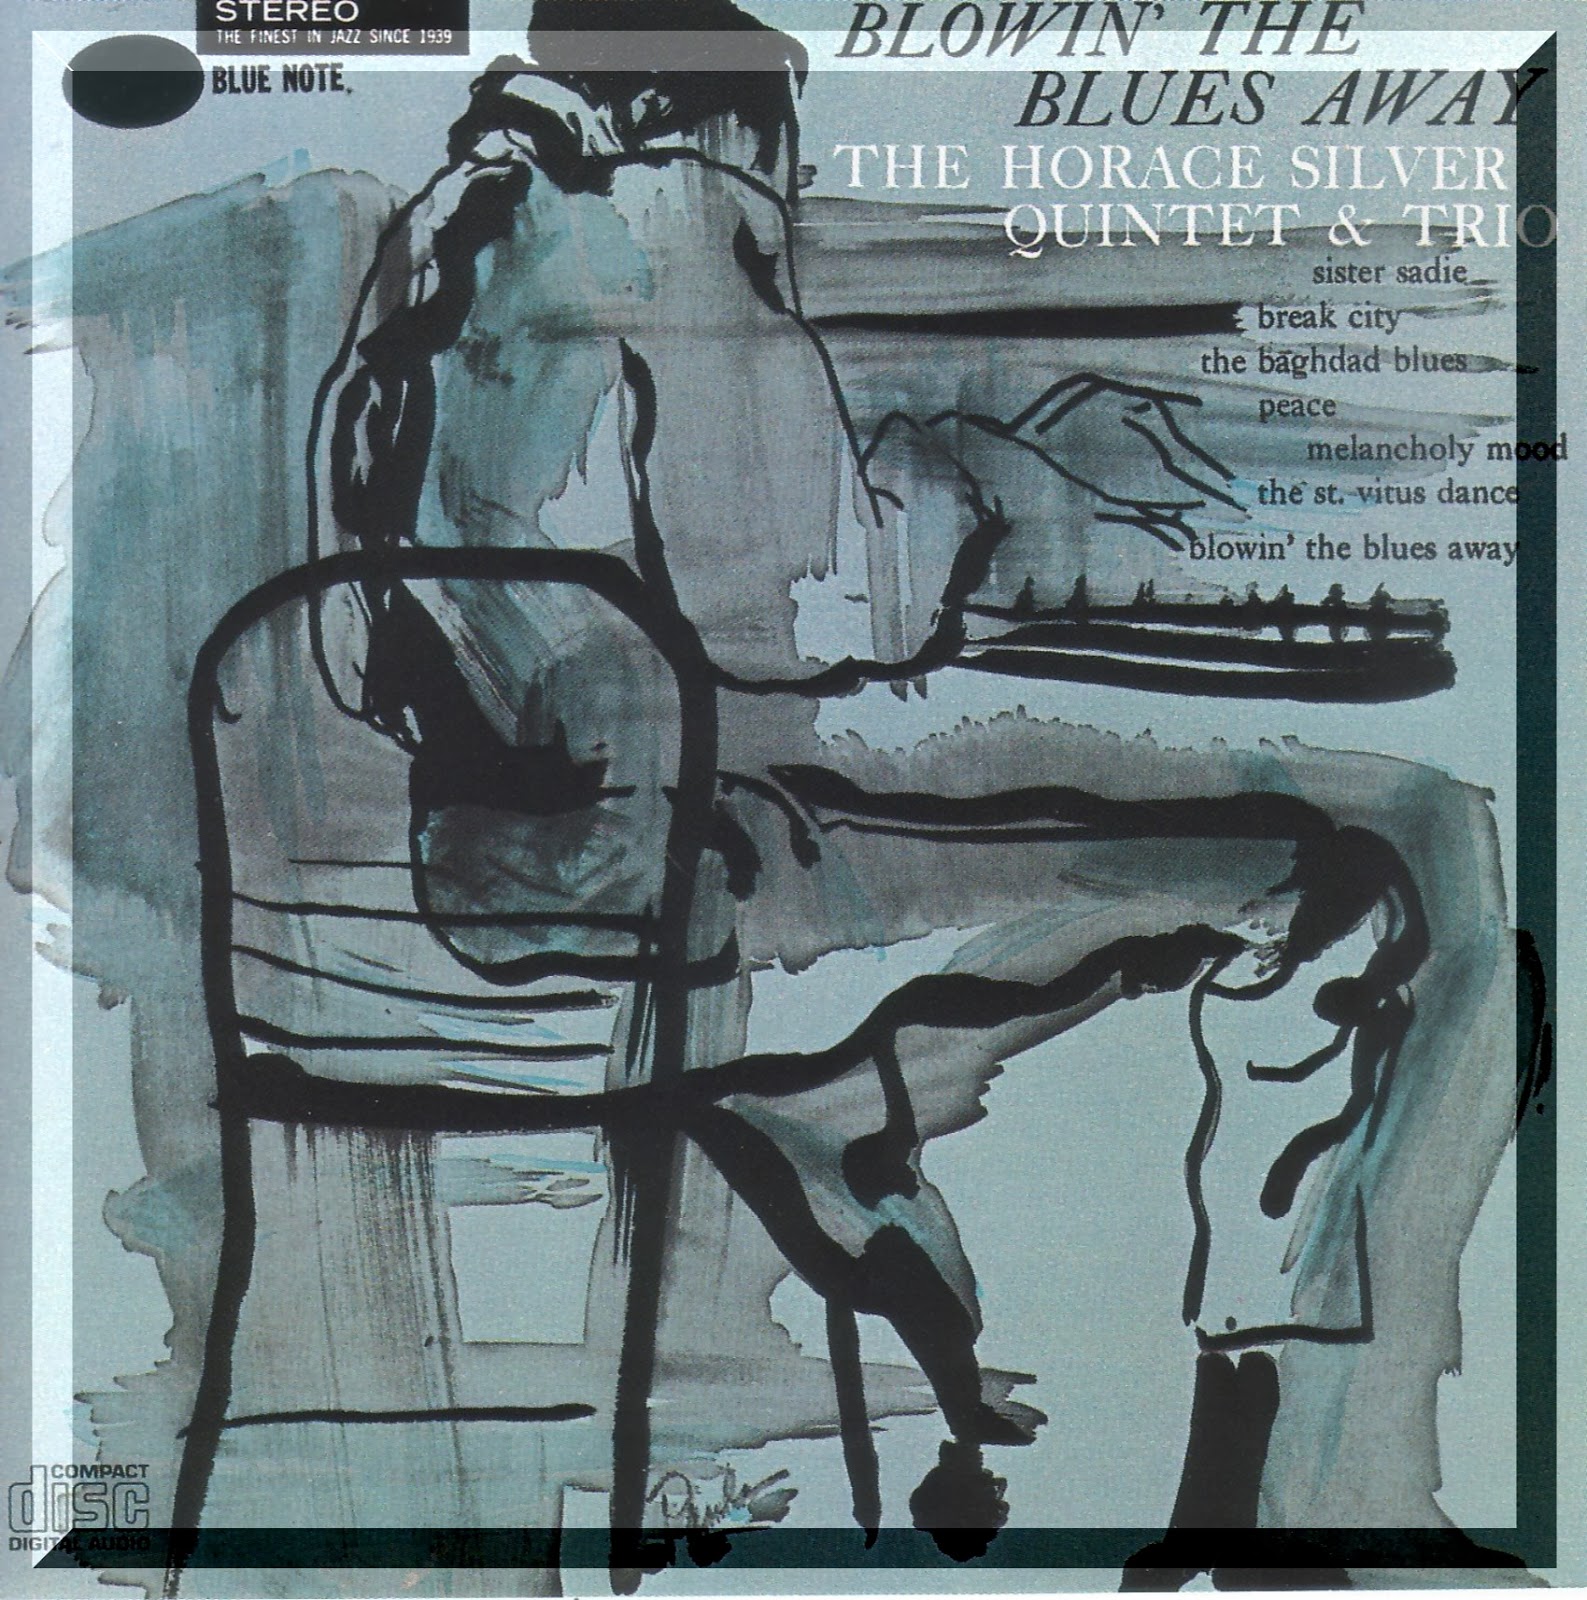 STEREO
THE FINEST IN JAZZ SINCE 1939
BLUE NOTE.
BLOWIN' THE
BLUES AWAY
THE HORACE SILVER
QUINTET & TRIO
sister sadie
break city
the baghdad blues
peace
melancholy mood
the st. vitus dance
blowin' the blues away
COMPACT
disc
DIGITAL AUDIO